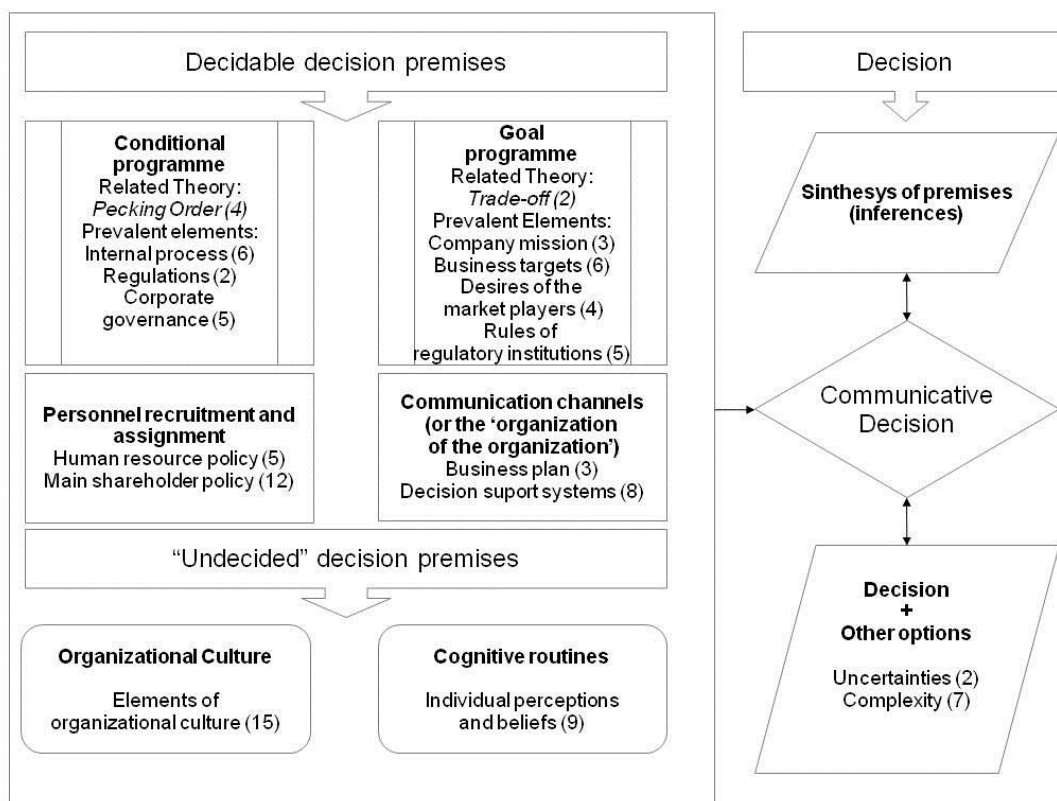 Decidable decision premises
Conditional
programme
Related Theory:
Pecking Order (4)
Prevalent elements:
Internal process (6)
Regulations (2)
Corporate
governance (5)
Goal
programme
Related Theory:
Trade-off (2)
Prevalent Elements:
Company mission (3)
Business targets (6)
Desires of the
market players (4)
Rules of
regulatory institutions (5)
Personnel recruitment and
assignment
Human resource policy (5)
Main shareholder policy (12)
Communication channels
(or the ‘organization
of the organization’)
Business plan (3)
Decision suport systems (8)
“Undecided” decision premises
Organizational Culture
Elements of
organizational culture (15)
Cognitive routines
Individual perceptions
and beliefs (9)
Decision
Sinthesys of premises
(inferences)
Communicative
Decision
Decision
+
Other options
Uncertainties (2)
Complexity (7)